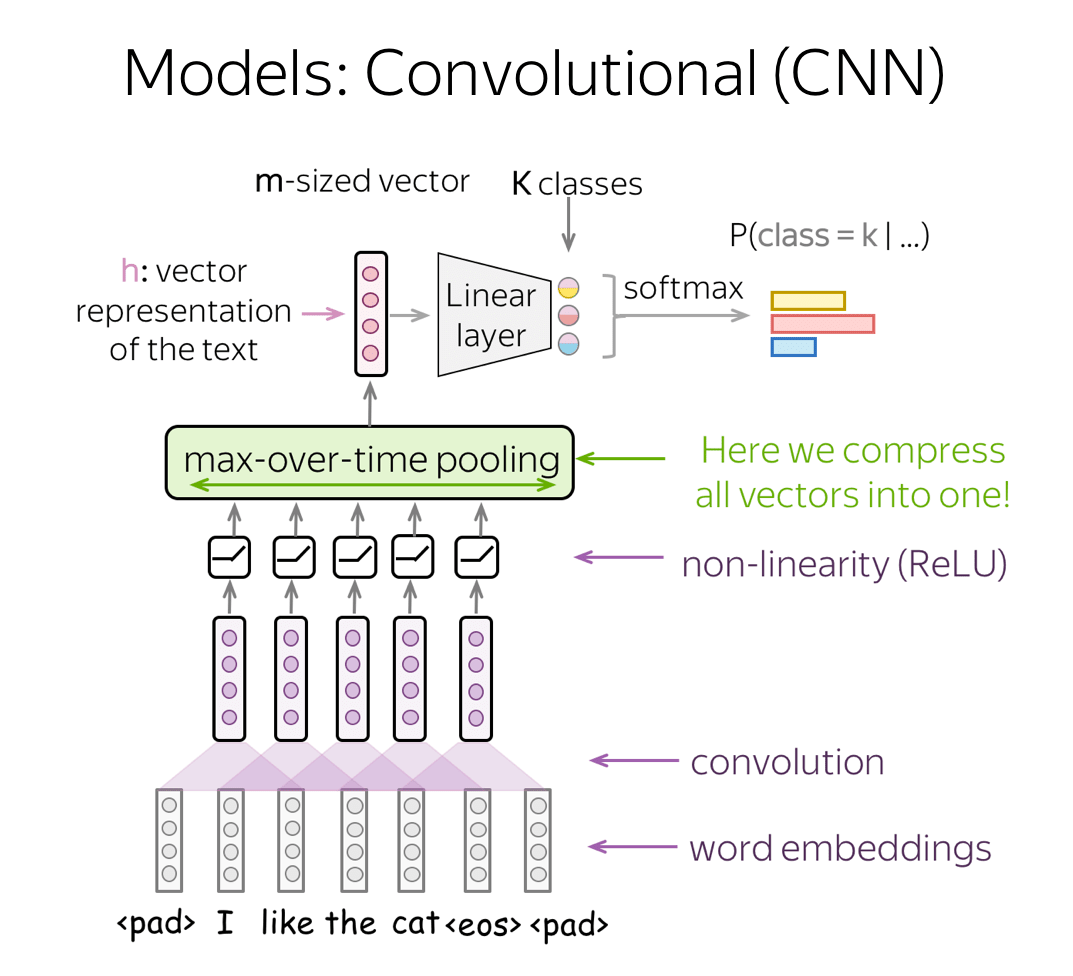 Models: Convolutional (CNN)
m-sized vector
K classes
P(class = k | ...)
h: vector
representation
of the text
Linear
layer
softmax
max-over-time pooling
Here we compress
all vectors into one!
non-linearity (ReLU)
convolution
word embeddings
<pad> I like the cat <eos> <pad>